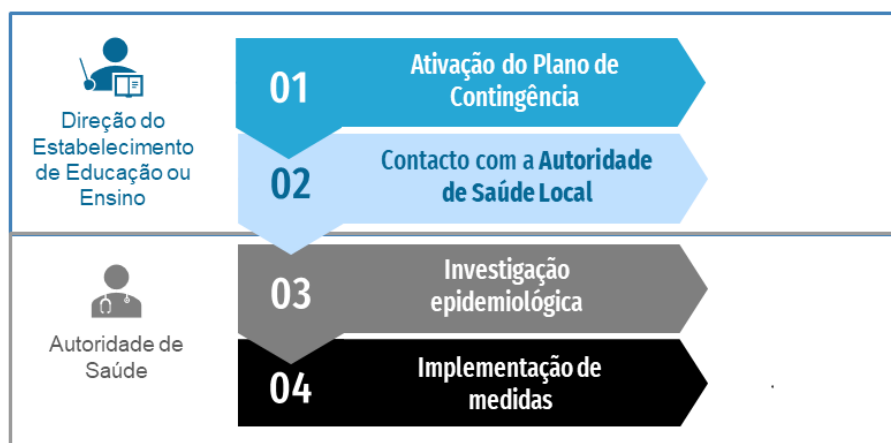 Direção do
Estabelecimento
de Educação ou
Ensino
01
Ativação do Plano de
Contingência
02
Contacto com a Autoridade
de Saúde Local
Autoridade de
Saúde
03
Investigação
epidemiológica
04
Implementação de
medidas
.